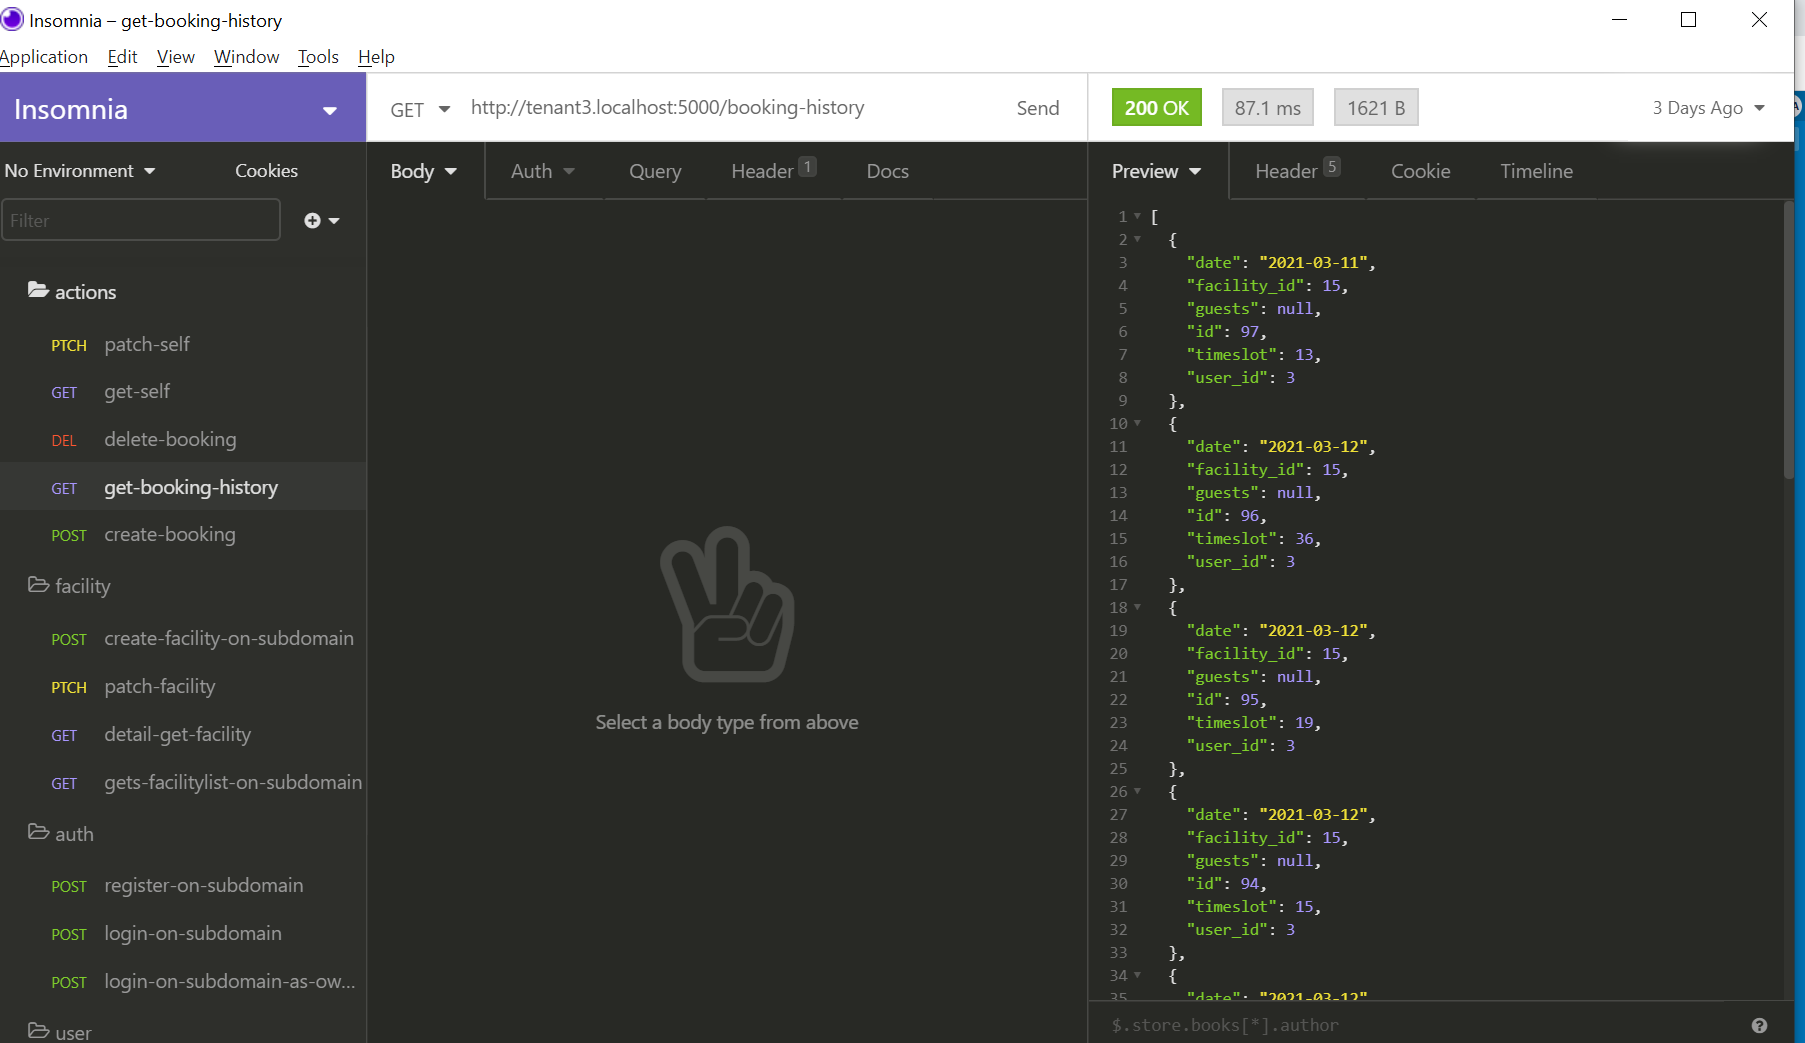 Insomnia – get-booking-history
Application Edit View Window Tools Help
Insomnia
GET http://tenant3.localhost:5000/booking-history Send
200 OK 87.1 ms 1621 B 3 Days Ago
No Environment Cookies
Body Auth Query Header 1 Docs
Preview Header 5 Cookie Timeline
Filter
actions
PTCH patch-self
GET get-self
DEL delete-booking
GET get-booking-history
POST create-booking
facility
POST create-facility-on-subdomain
PTCH patch-facility
GET detail-get-facility
GET gets-facilitylist-on-subdomain
auth
POST register-on-subdomain
POST login-on-subdomain
POST login-on-subdomain-as-ow...
user
Select a body type from above
1 [
2 {
3 "date": "2021-03-11",
4 "facility_id": 15,
5 "guests": null,
6 "id": 97,
7 "timeslot": 13,
8 "user_id": 3
9 },
10 {
11 "date": "2021-03-12",
12 "facility_id": 15,
13 "guests": null,
14 "id": 96,
15 "timeslot": 36,
16 "user_id": 3
17 },
18 {
19 "date": "2021-03-12",
20 "facility_id": 15,
21 "guests": null,
22 "id": 95,
23 "timeslot": 19,
24 "user_id": 3
25 },
26 {
27 "date": "2021-03-12",
28 "facility_id": 15,
29 "guests": null,
30 "id": 94,
31 "timeslot": 15,
32 "user_id": 3
33 },
34 {
35 "date": "2021-03-12"
$.store.books[*].author